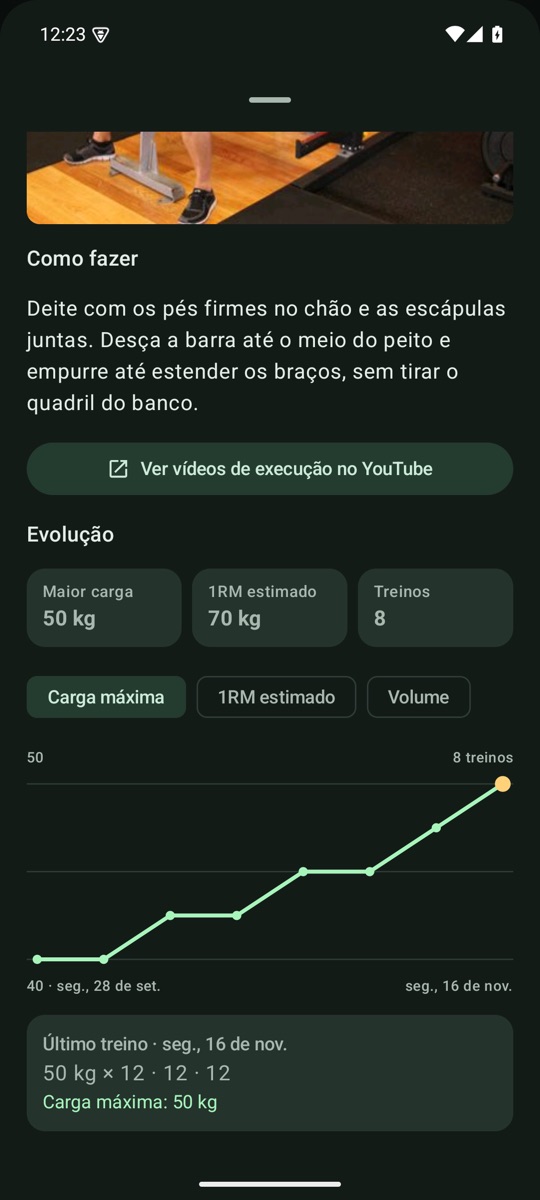 12:23
Como fazer
Deite com os pés firmes no chão e as escápulas
juntas. Desça a barra até o meio do peito e
empurre até estender os braços, sem tirar o
quadril do banco.
Ver vídeos de execução no YouTube
Evolução
Maior carga
50 kg
1RM estimado
70 kg
Treinos
8
Carga máxima
1RM estimado
Volume
50
8 treinos
40 · seg., 28 de set.
seg., 16 de nov.
Último treino · seg., 16 de nov.
50 kg × 12 · 12 · 12
Carga máxima: 50 kg